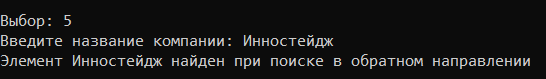 Выбор: 5
Введите название компании: Инностейдж
Элемент Инностейдж найден при поиске в обратном направлении